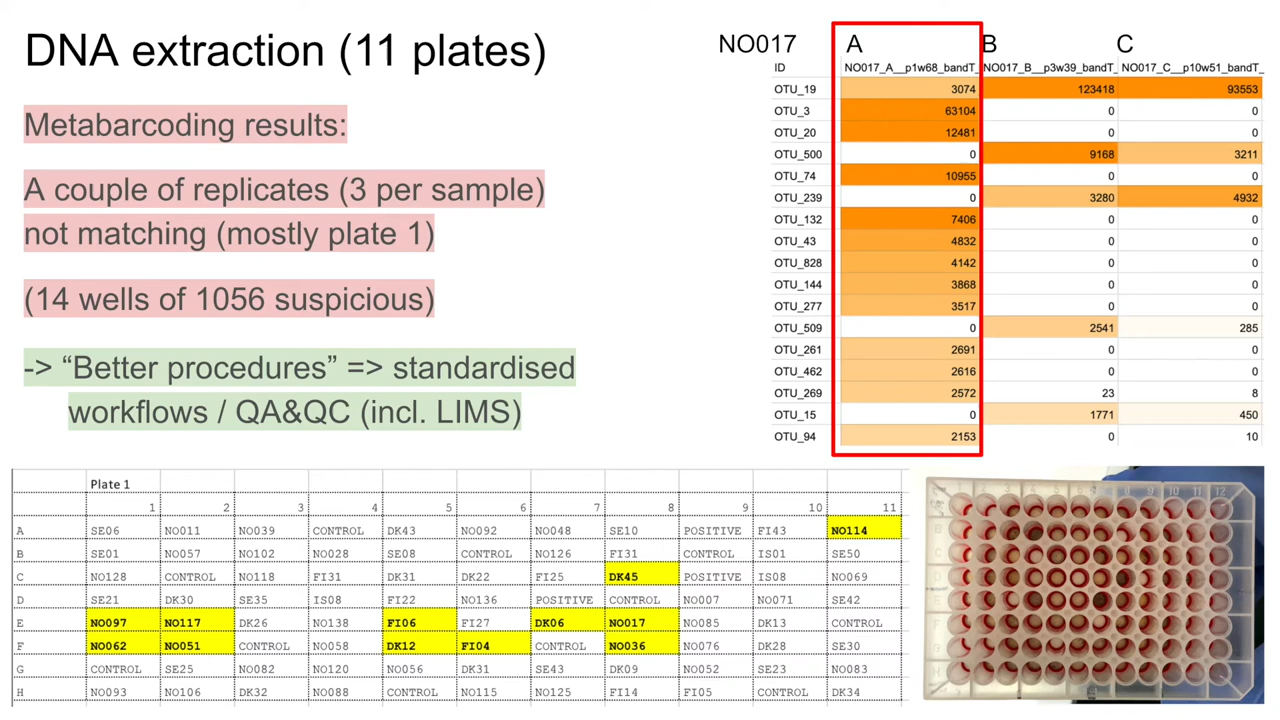 DNA extraction (11 plates)
Metabarcoding results:
A couple of replicates (3 per sample)
not matching (mostly plate 1)
(14 wells of 1056 suspicious)
-> “Better procedures” => standardised
workflows / QA&QC (incl. LIMS)
NO017 A B C
ID NO017_A__p1w68_bandT_ NO017_B__p3w39_bandT_ NO017_C__p10w51_bandT_
OTU_19 3074 123418 93553
OTU_3 63104 0 0
OTU_20 12481 0 0
OTU_500 0 9168 3211
OTU_74 10955 0 0
OTU_239 0 3280 4932
OTU_132 7406 0 0
OTU_43 4832 0 0
OTU_828 4142 0 0
OTU_144 3868 0 0
OTU_277 3517 0 0
OTU_509 0 2541 285
OTU_261 2691 0 0
OTU_462 2616 0 0
OTU_269 2572 23 8
OTU_15 0 1771 450
OTU_94 2153 0 10
Plate 1
1 2 3 4 5 6 7 8 9 10 11
A SE06 NO011 NO039 CONTROL DK43 NO092 NO048 SE10 POSITIVE FI43 NO114
B SE01 NO057 NO102 NO028 SE08 CONTROL NO126 FI31 CONTROL IS01 SE50
C NO128 CONTROL NO118 FI31 DK31 DK22 FI25 DK45 POSITIVE IS08 NO069
D SE21 DK30 SE35 IS08 FI22 NO136 POSITIVE CONTROL NO007 NO071 SE42
E NO097 NO117 DK26 NO138 FI06 FI27 DK06 NO017 NO085 DK13 CONTROL
F NO062 NO051 CONTROL NO058 DK12 FI04 CONTROL NO036 NO076 DK28 SE30
G CONTROL SE25 NO082 NO120 NO056 DK31 SE43 DK09 NO052 SE23 NO083
H NO093 NO106 DK32 NO088 CONTROL NO115 NO125 FI14 FI05 CONTROL DK34